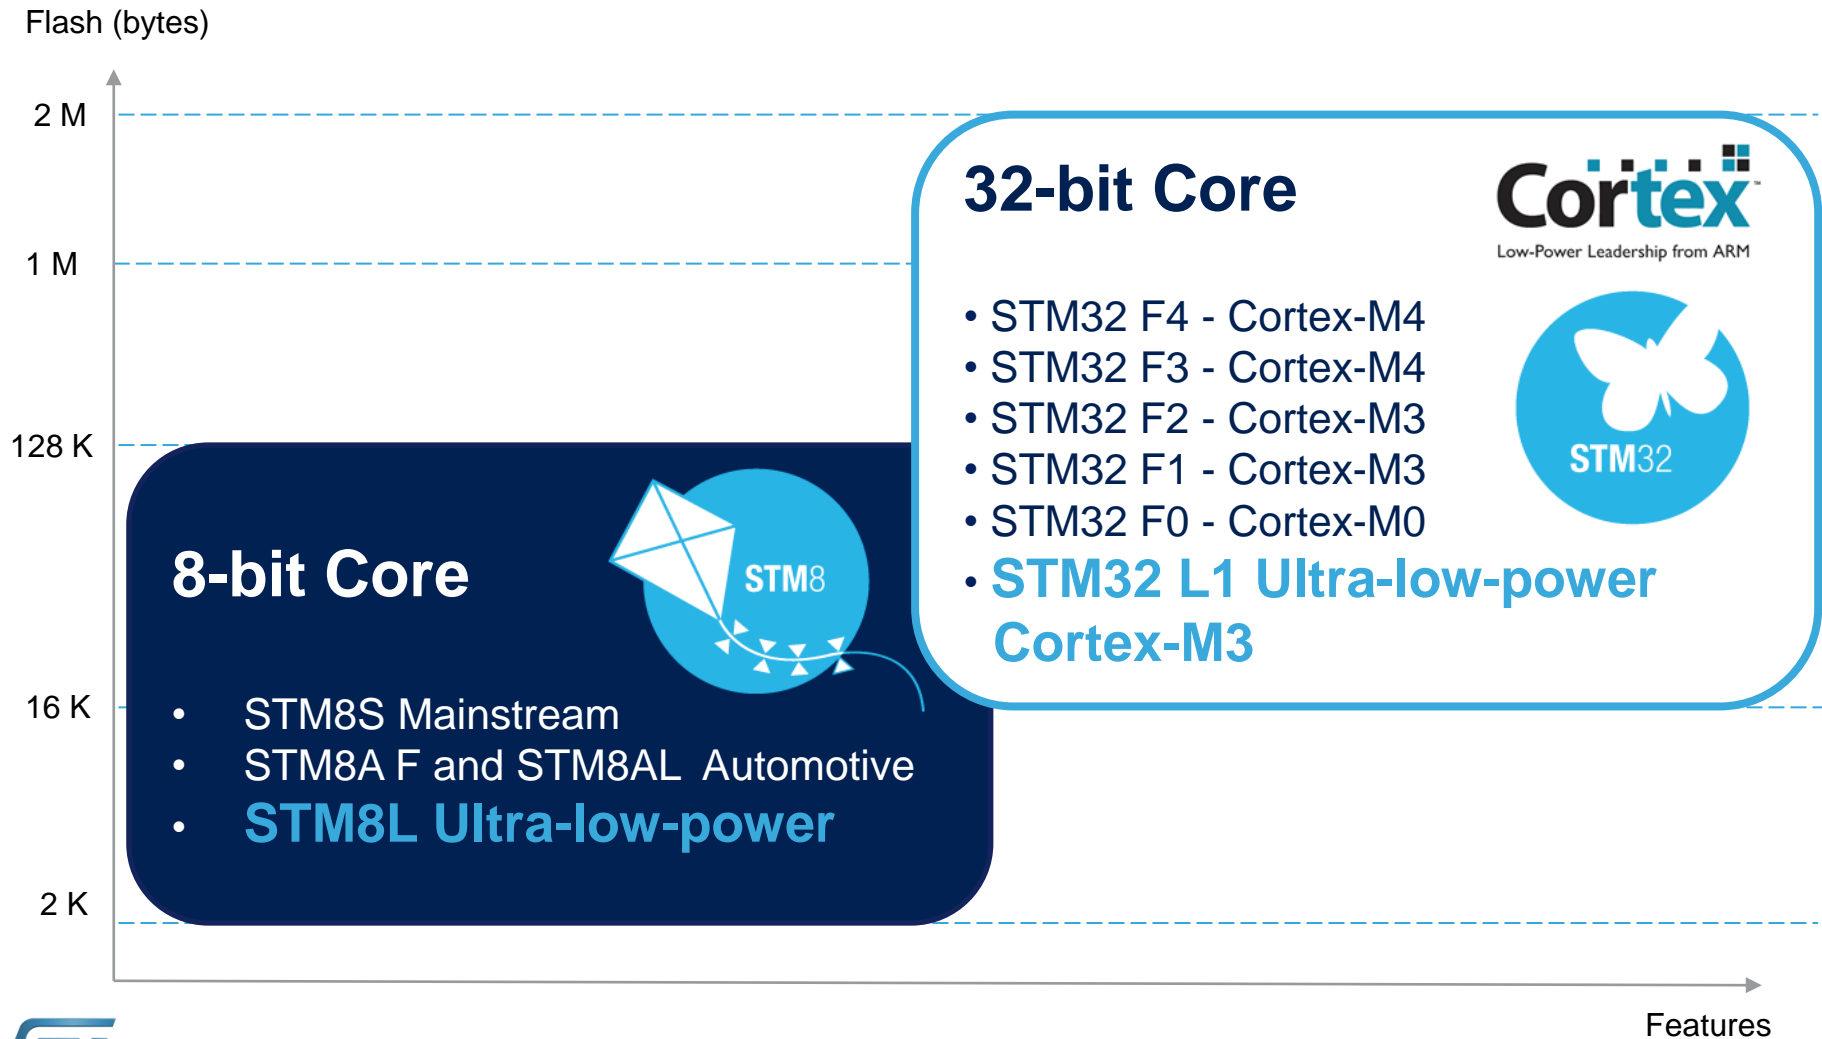 Flash (bytes)
2 M
1 M
128 K
16 K
2 K
32-bit Core
Cortex™
Low-Power Leadership from ARM
• STM32 F4 - Cortex-M4
• STM32 F3 - Cortex-M4
• STM32 F2 - Cortex-M3
• STM32 F1 - Cortex-M3
• STM32 F0 - Cortex-M0
• STM32 L1 Ultra-low-power
Cortex-M3
STM32
8-bit Core
STM8
• STM8S Mainstream
• STM8A F and STM8AL Automotive
• STM8L Ultra-low-power
Features